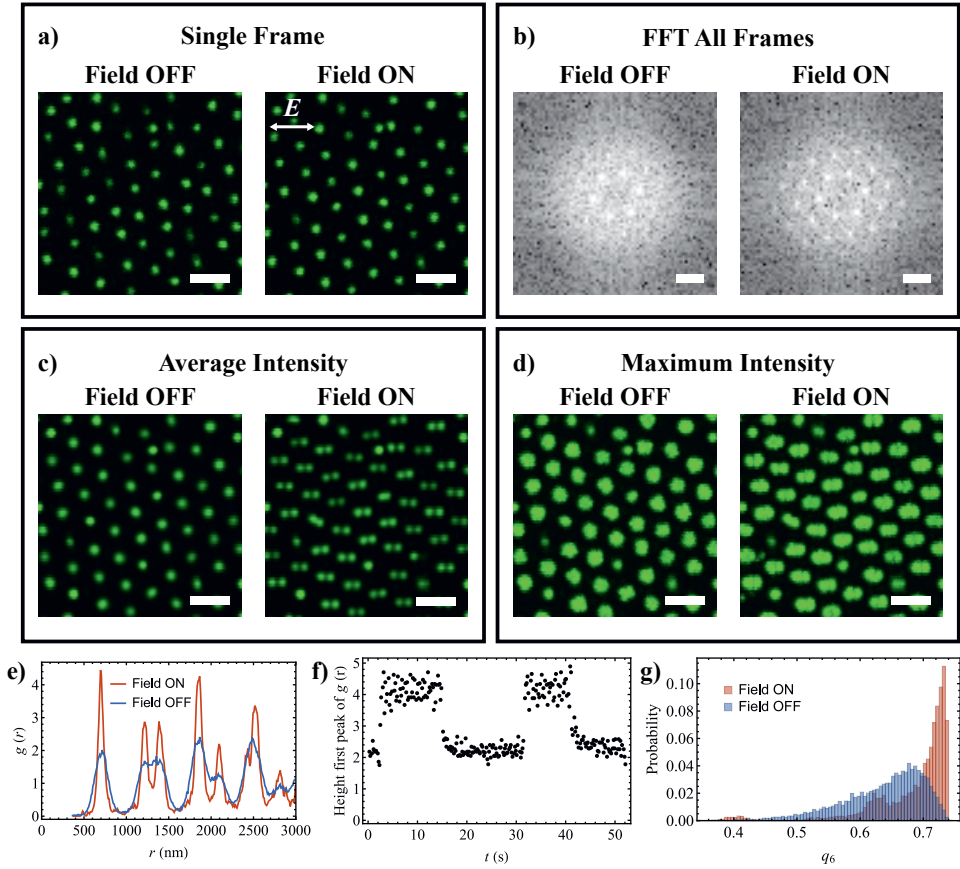 a)
Single Frame
Field OFF
Field ON
E
b)
FFT All Frames
Field OFF
Field ON
c)
Average Intensity
Field OFF
Field ON
d)
Maximum Intensity
Field OFF
Field ON
e)
g (r)
4
3
2
1
0
0 500 1000 1500 2000 2500 3000
r (nm)
Field ON
Field OFF
f)
Height first peak of g (r)
5
4
3
2
1
0
0 10 20 30 40 50
t (s)
g)
Probability
0.10
0.08
0.06
0.04
0.02
0.00
0.4 0.5 0.6 0.7
q6
Field ON
Field OFF